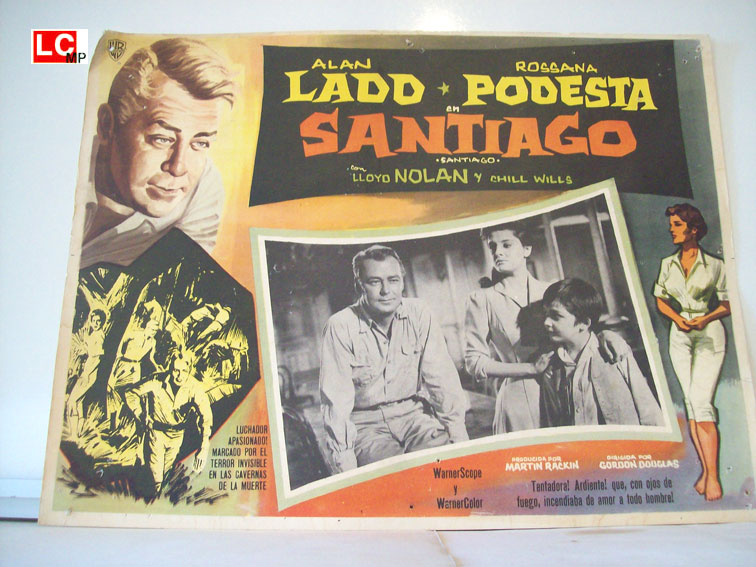 LC
MP
WB
ALAN ROSSANA
LADD ★ PODESTA
en
SANTIAGO
·SANTIAGO·
con
LLOYD NOLAN Y CHILL WILLS
LUCHADOR
APASIONADO!
MARCADO POR EL
TERROR INVISIBLE
EN LAS CAVERNAS
DE LA MUERTE
WarnerScope
y
WarnerColor
PRODUCIDA POR
MARTIN RACKIN
DIRIGIDA POR
GORDON DOUGLAS
Tentadora! Ardiente! que, con ojos de
fuego, incendiaba de amor a todo hombre!